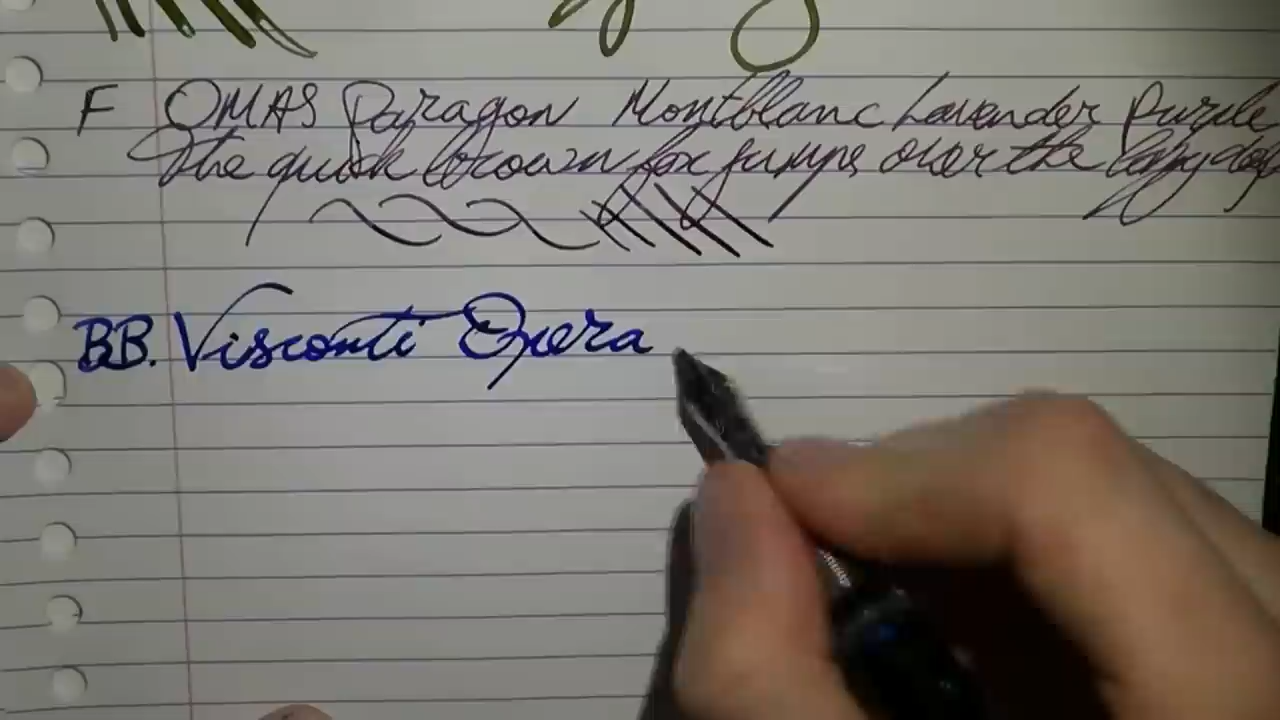 F OMAS Paragon Montblanc Lavender Purple
The quick brown fox jumps over the lazy dog
BB. Visconti Opera